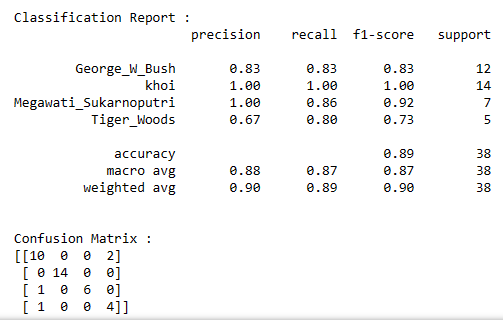 Classification Report :
precision recall f1-score support
George_W_Bush 0.83 0.83 0.83 12
khoi 1.00 1.00 1.00 14
Megawati_Sukarnoputri 1.00 0.86 0.92 7
Tiger_Woods 0.67 0.80 0.73 5
accuracy 0.89 38
macro avg 0.88 0.87 0.87 38
weighted avg 0.90 0.89 0.90 38
Confusion Matrix :
[[10 0 0 2]
[ 0 14 0 0]
[ 1 0 6 0]
[ 1 0 0 4]]